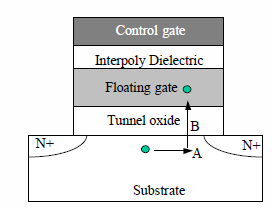 Control gate
Interpoly Dielectric
Floating gate
Tunnel oxide
B
N+
A
N+
Substrate